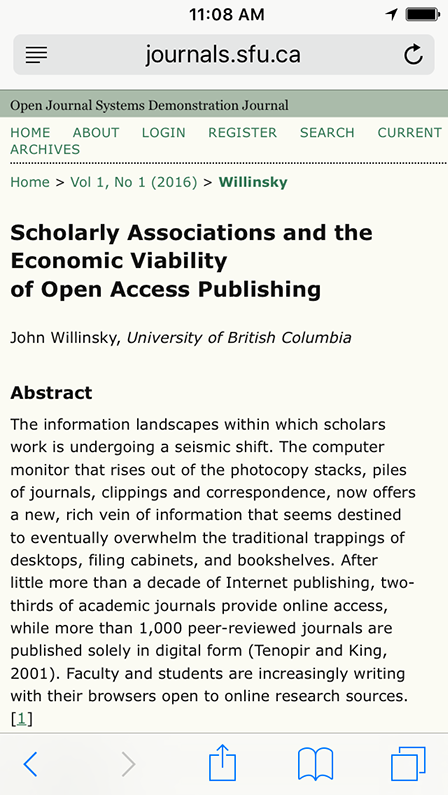 11:08 AM
journals.sfu.ca
Open Journal Systems Demonstration Journal
HOME ABOUT LOGIN REGISTER SEARCH CURRENT
ARCHIVES
Home > Vol 1, No 1 (2016) > Willinsky
Scholarly Associations and the
Economic Viability
of Open Access Publishing
John Willinsky, University of British Columbia
Abstract
The information landscapes within which scholars
work is undergoing a seismic shift. The computer
monitor that rises out of the photocopy stacks, piles
of journals, clippings and correspondence, now offers
a new, rich vein of information that seems destined
to eventually overwhelm the traditional trappings of
desktops, filing cabinets, and bookshelves. After
little more than a decade of Internet publishing, two-
thirds of academic journals provide online access,
while more than 1,000 peer-reviewed journals are
published solely in digital form (Tenopir and King,
2001). Faculty and students are increasingly writing
with their browsers open to online research sources.
[1]